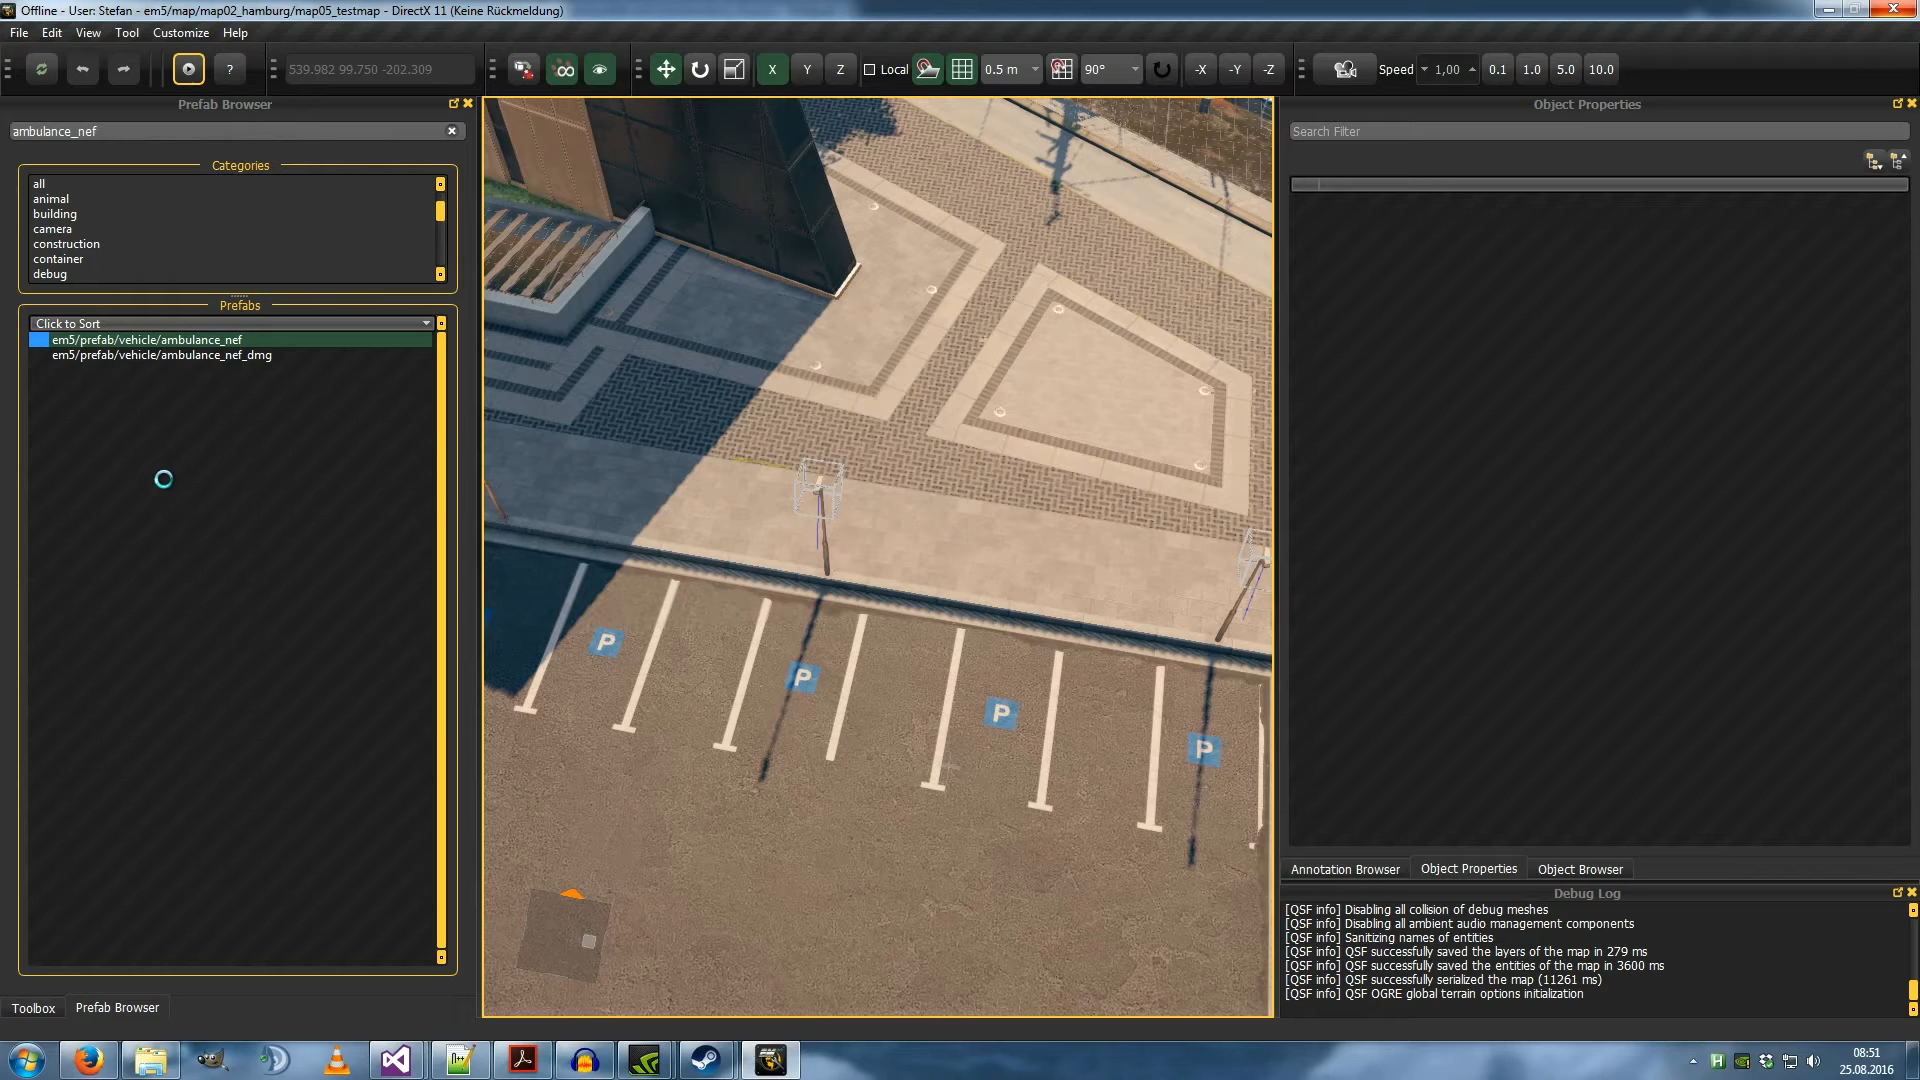 Offline - User: Stefan - em5/map/map02_hamburg/map05_testmap - DirectX 11 (Keine Rückmeldung)
File Edit View Tool Customize Help
? 539.982 99.750 -202.309 X Y Z Local 0.5 m 90° -X -Y -Z Speed 1,00 0.1 1.0 5.0 10.0
Prefab Browser
ambulance_nef
Categories
all
animal
building
camera
construction
container
debug
Prefabs
Click to Sort
em5/prefab/vehicle/ambulance_nef
em5/prefab/vehicle/ambulance_nef_dmg
Toolbox Prefab Browser
P
P
P
P
Object Properties
Search Filter
Annotation Browser Object Properties Object Browser
Debug Log
[QSF info] Disabling all collision of debug meshes
[QSF info] Disabling all ambient audio management components
[QSF info] Sanitizing names of entities
[QSF info] QSF successfully saved the layers of the map in 279 ms
[QSF info] QSF successfully saved the entities of the map in 3600 ms
[QSF info] QSF successfully serialized the map (11261 ms)
[QSF info] QSF OGRE global terrain options initialization
H
08:51
25.08.2016